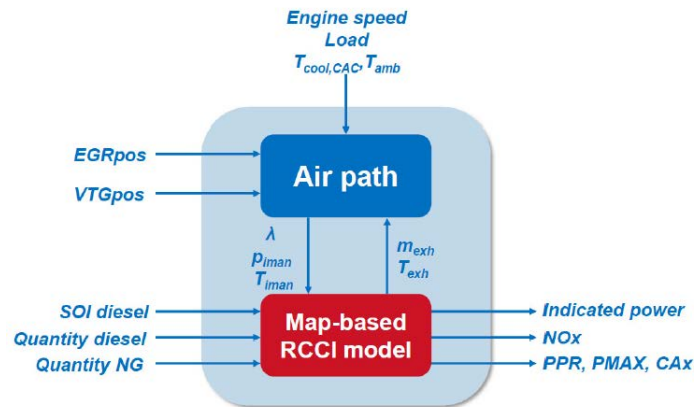 Engine speed
Load
Tcool,CAC,Tamb
EGRpos
VTGpos
Air path
λ
piman
Timan
mexh
Texh
SOI diesel
Quantity diesel
Quantity NG
Map-based
RCCI model
Indicated power
NOx
PPR, PMAX, CAx